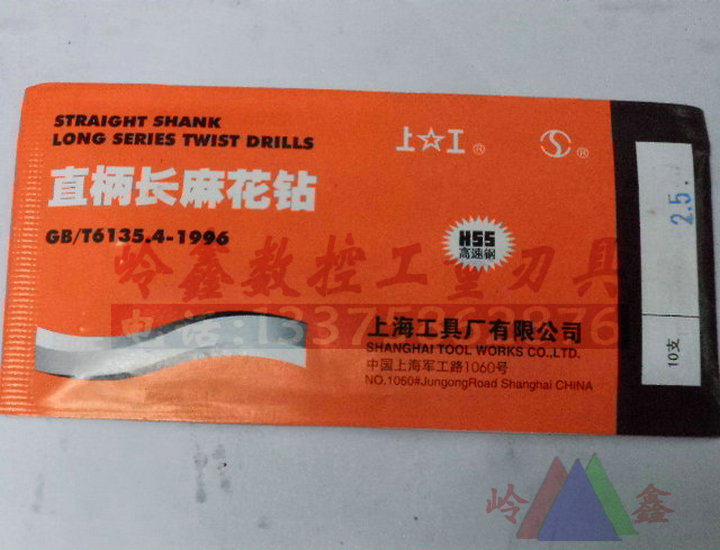 STRAIGHT SHANK
LONG SERIES TWIST DRILLS
直柄长麻花钻
GB/T6135.4-1996
上☆工®
®
HSS
高速钢
2.5.
10支
岭鑫数控工量刃具
电话:
上海工具厂有限公司
SHANGHAI TOOL WORKS CO.,LTD.
中国上海军工路1060号
NO.1060#JungongRoad Shanghai CHINA
岭 鑫